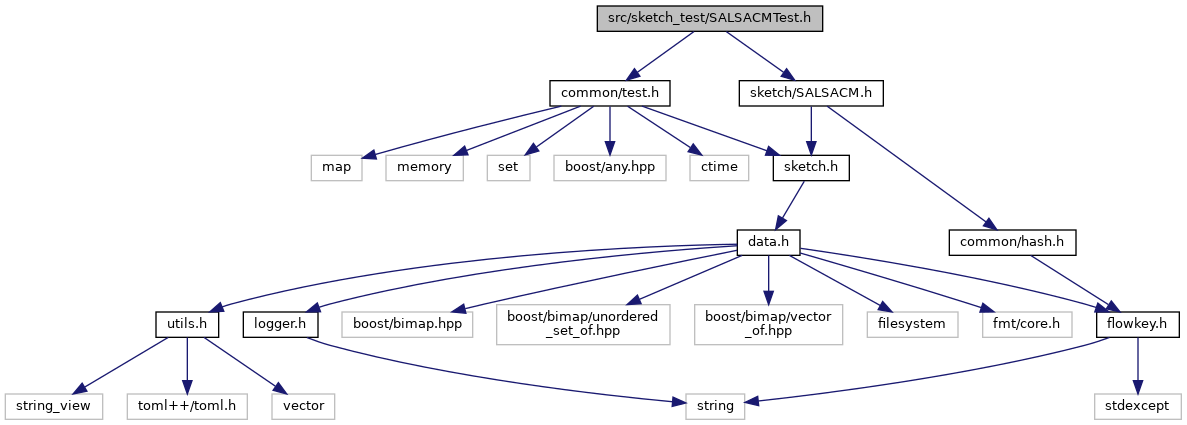 src/sketch_test/SALSACMTest.h
common/test.h
sketch/SALSACM.h
map
memory
set
boost/any.hpp
ctime
sketch.h
data.h
common/hash.h
utils.h
logger.h
boost/bimap.hpp
boost/bimap/unordered
_set_of.hpp
boost/bimap/vector
_of.hpp
filesystem
fmt/core.h
flowkey.h
string_view
toml++/toml.h
vector
string
stdexcept